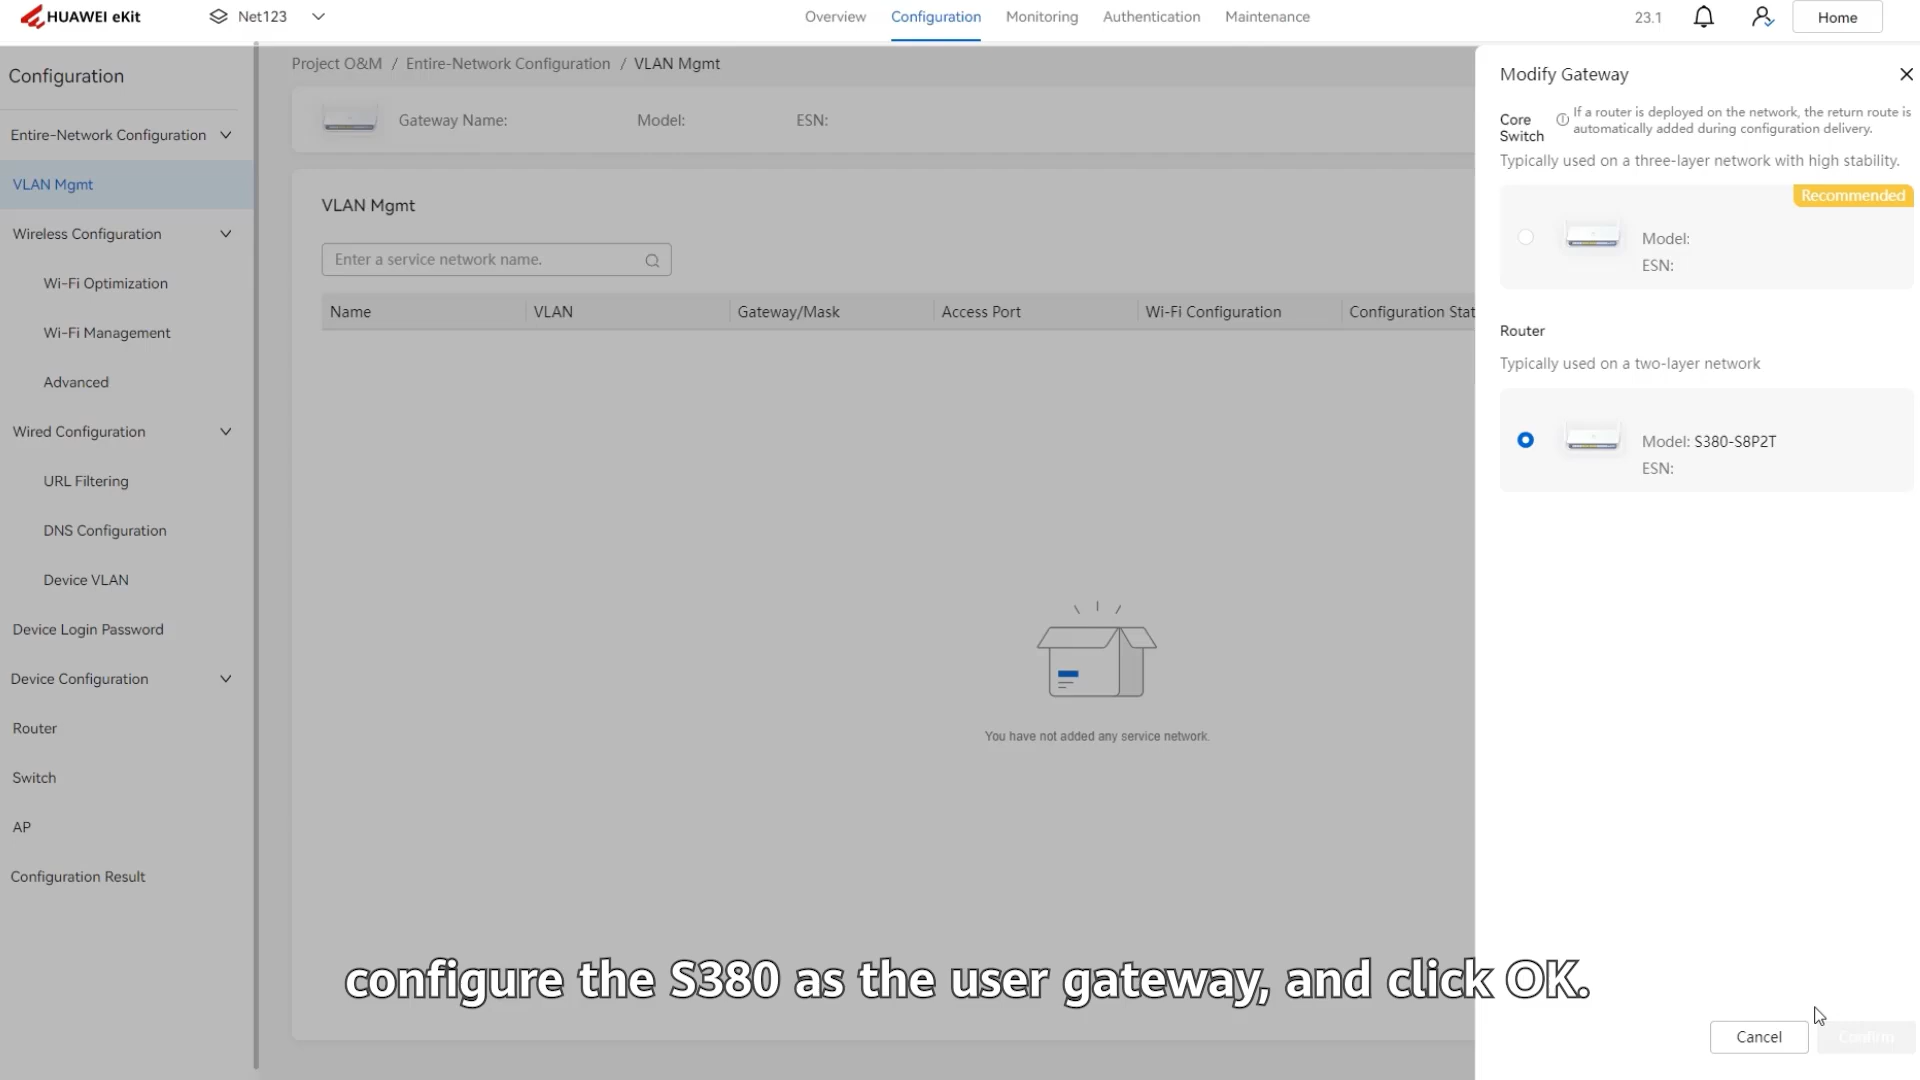 HUAWEI eKit
Net123
Overview
Configuration
Monitoring
Authentication
Maintenance
23.1
Home
Configuration
Entire-Network Configuration
VLAN Mgmt
Wireless Configuration
Wi-Fi Optimization
Wi-Fi Management
Advanced
Wired Configuration
URL Filtering
DNS Configuration
Device VLAN
Device Login Password
Device Configuration
Router
Switch
AP
Configuration Result
Project O&M / Entire-Network Configuration / VLAN Mgmt
Gateway Name:
Model:
ESN:
VLAN Mgmt
Enter a service network name.
Name
VLAN
Gateway/Mask
Access Port
Wi-Fi Configuration
Configuration Stat
You have not added any service network.
Modify Gateway
Core
Switch
If a router is deployed on the network, the return route is
automatically added during configuration delivery.
Typically used on a three-layer network with high stability.
Recommended
Model:
ESN:
Router
Typically used on a two-layer network
Model: S380-S8P2T
ESN:
configure the S380 as the user gateway, and click OK.
Cancel
Confirm